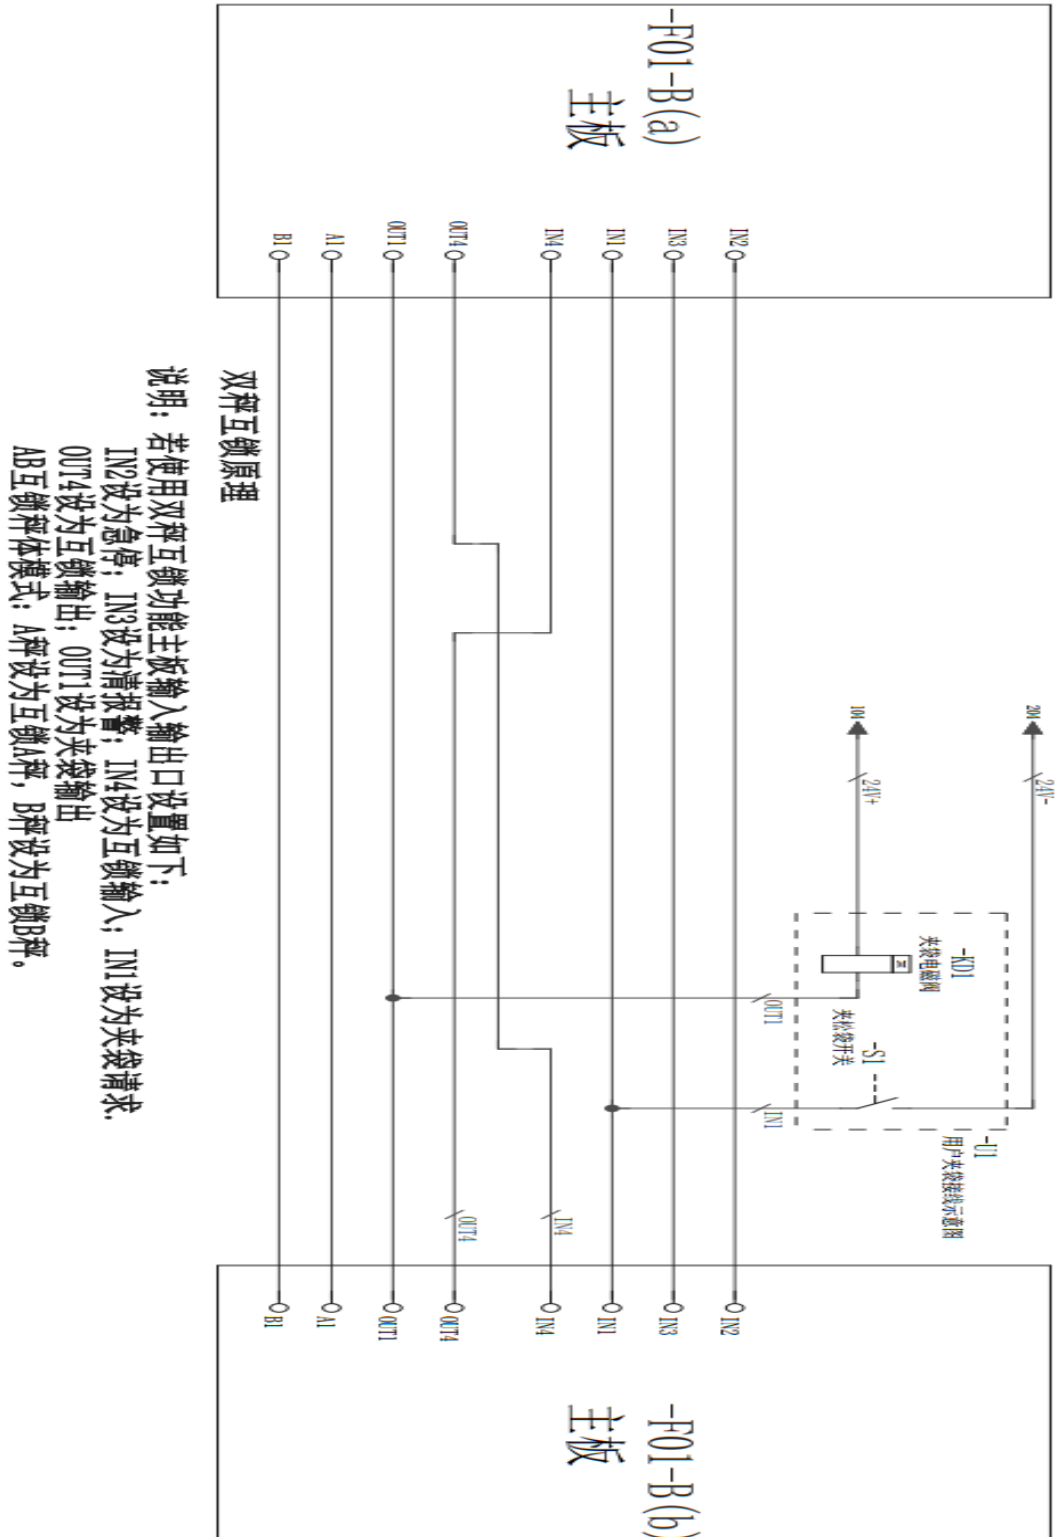 -F01-B(a)
主板
IN2
IN3
IN1
IN4
OUT4
OUT1
A1
B1
204
24V-
104
24V+
-KD1
夹袋电磁阀
-S1
夹松袋开关
OUT1
IN1
-U1
用户夹袋接线示意图
IN4
OUT4
-F01-B(b)
主板
IN2
IN3
IN1
IN4
OUT4
OUT1
A1
B1
双秤互锁原理
说明：若使用双秤互锁功能主板输入输出口设置如下：
IN2设为急停；IN3设为清报警；IN4设为互锁输入；IN1设为夹袋请求.
OUT4设为互锁输出；OUT1设为夹袋输出
AB互锁秤体模式：A秤设为互锁A秤，B秤设为互锁B秤。